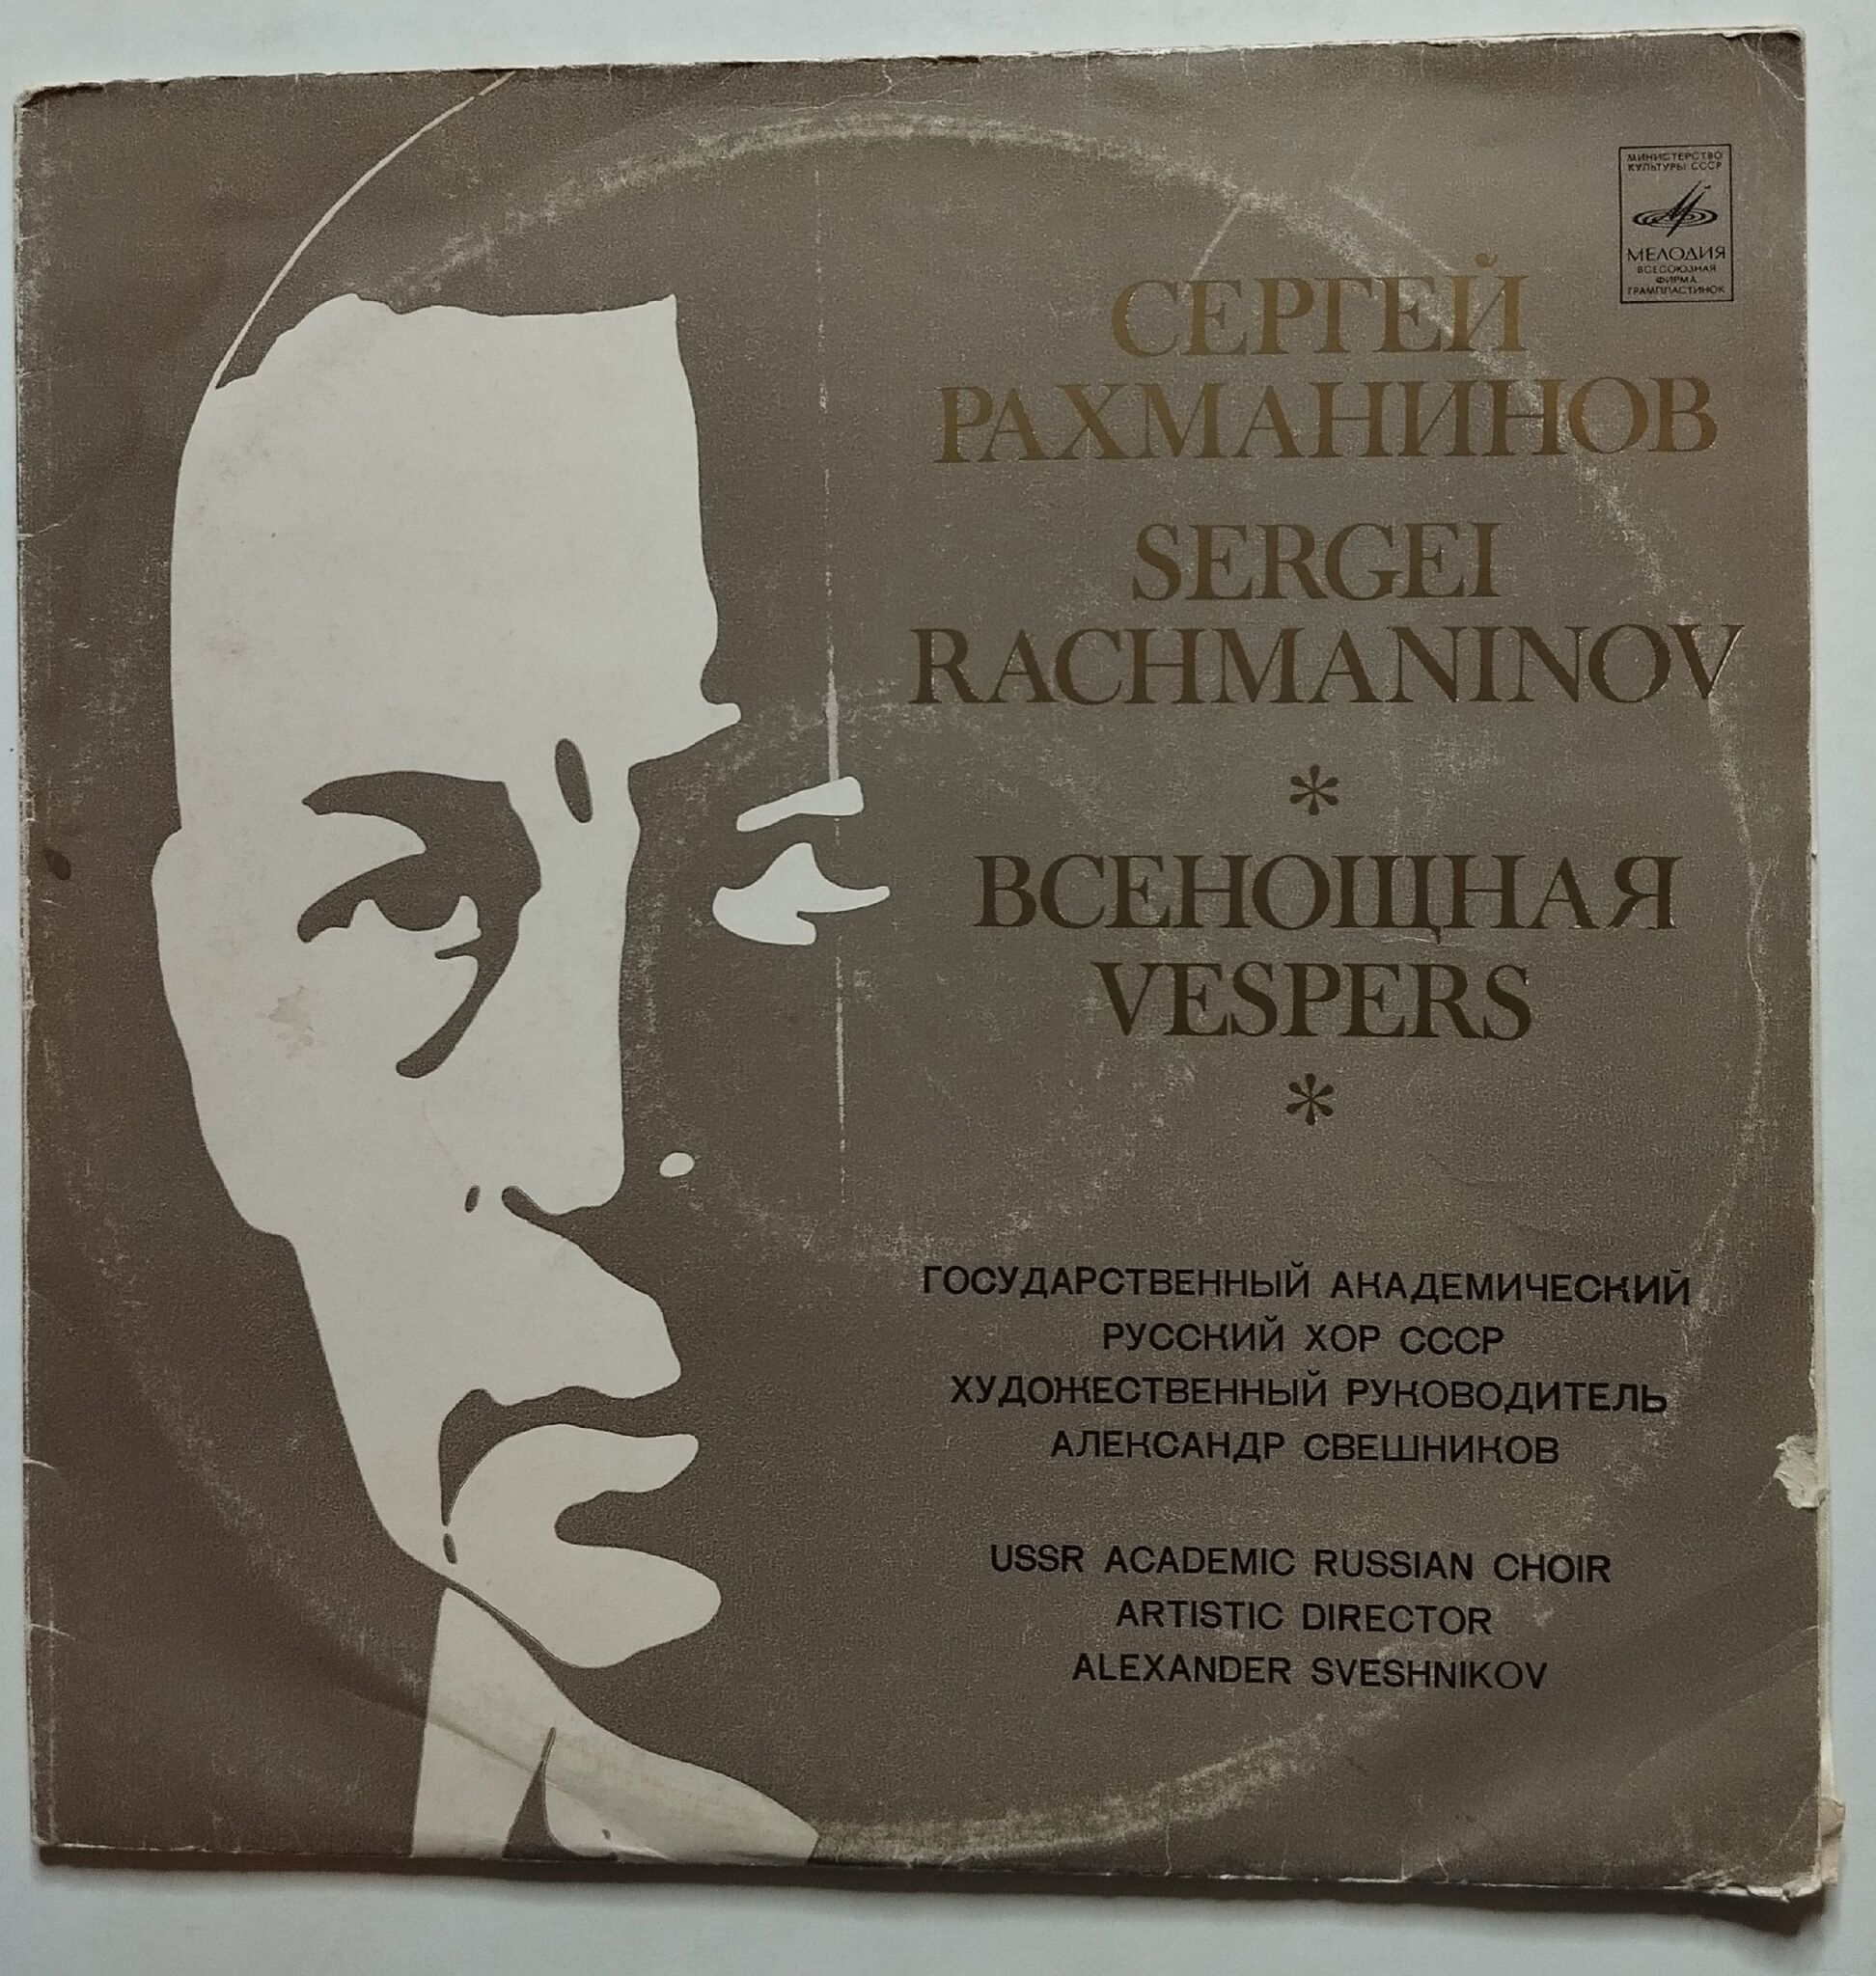 МИНИСТЕРСТВО
КУЛЬТУРЫ СССР
МЕЛОДИЯ
ВСЕСОЮЗНАЯ
ФИРМА
ГРАМПЛАСТИНОК
СЕРГЕЙ
РАХМАНИНОВ
SERGEI
RACHMANINOV
*
ВСЕНОЩНАЯ
VESPERS
*
ГОСУДАРСТВЕННЫЙ АКАДЕМИЧЕСКИЙ
РУССКИЙ ХОР СССР
ХУДОЖЕСТВЕННЫЙ РУКОВОДИТЕЛЬ
АЛЕКСАНДР СВЕШНИКОВ
USSR ACADEMIC RUSSIAN CHOIR
ARTISTIC DIRECTOR
ALEXANDER SVESHNIKOV